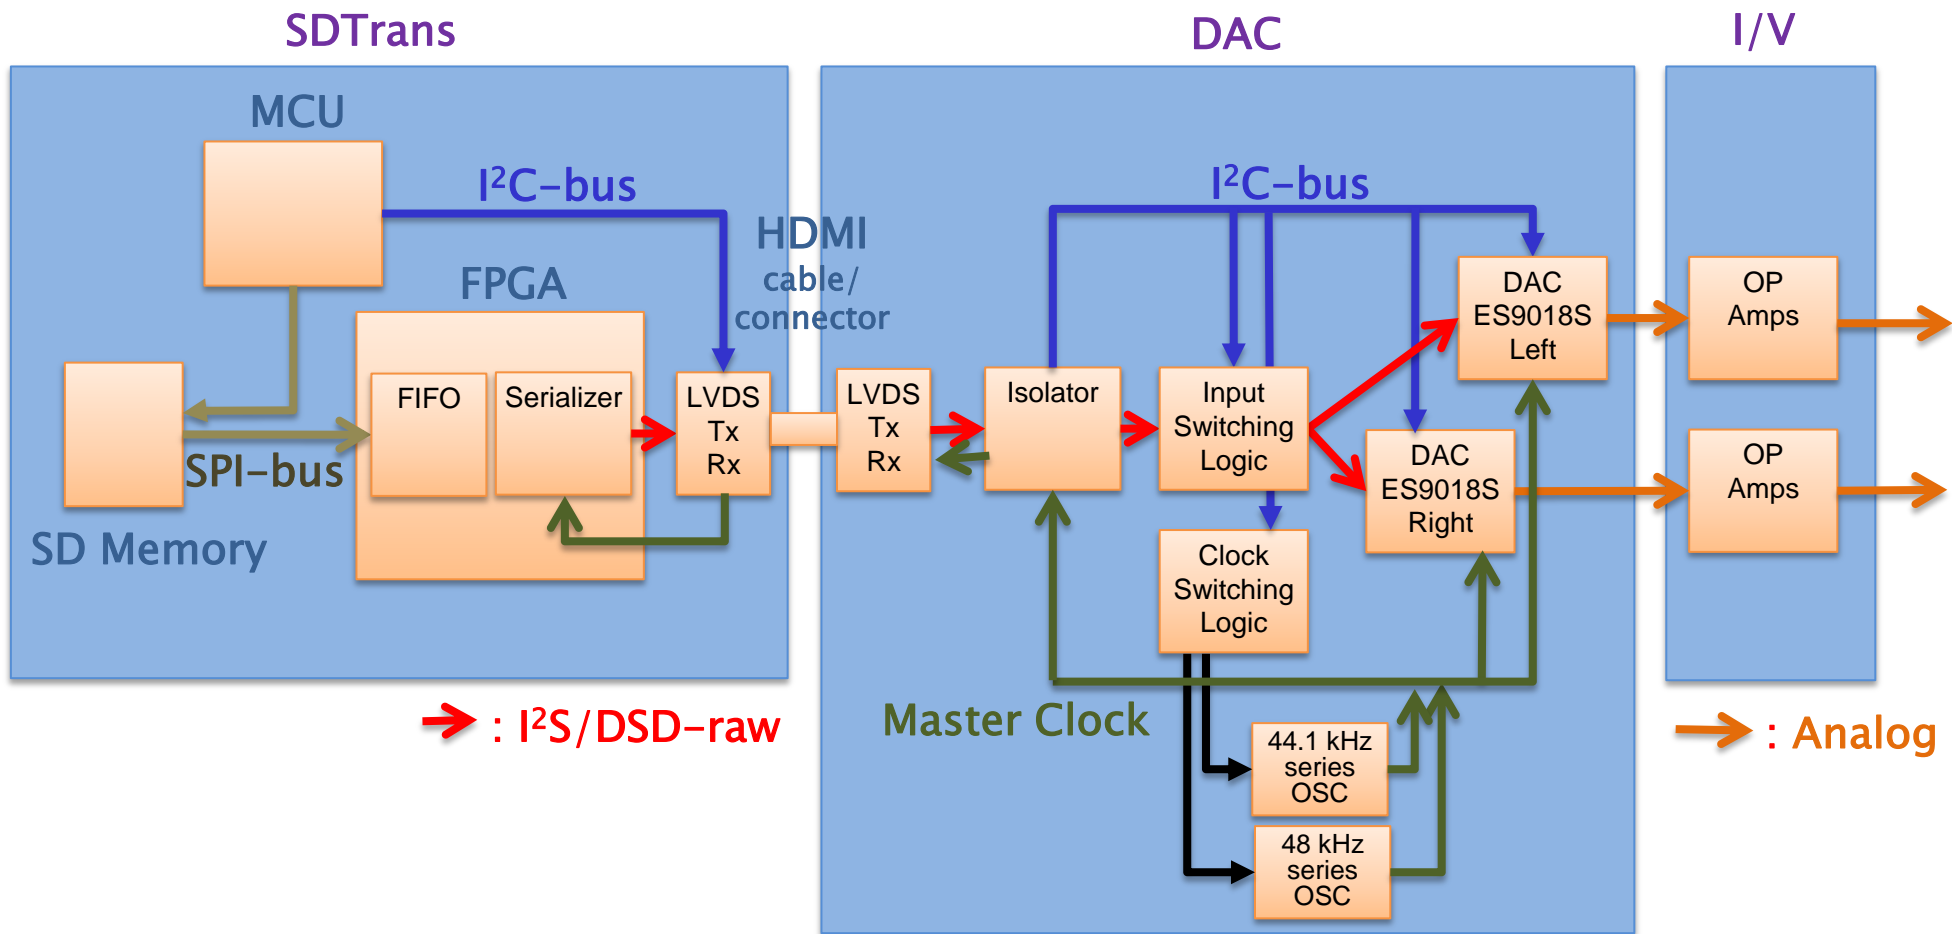 SDTrans
DAC
I/V
MCU
I²C-bus
I²C-bus
HDMI
cable/
connector
FPGA
FIFO
Serializer
SPI-bus
SD Memory
LVDS
Tx
Rx
LVDS
Tx
Rx
Isolator
Input
Switching
Logic
DAC
ES9018S
Left
DAC
ES9018S
Right
OP
Amps
OP
Amps
Clock
Switching
Logic
Master Clock
44.1 kHz
series
OSC
48 kHz
series
OSC
: I²S/DSD-raw
: Analog